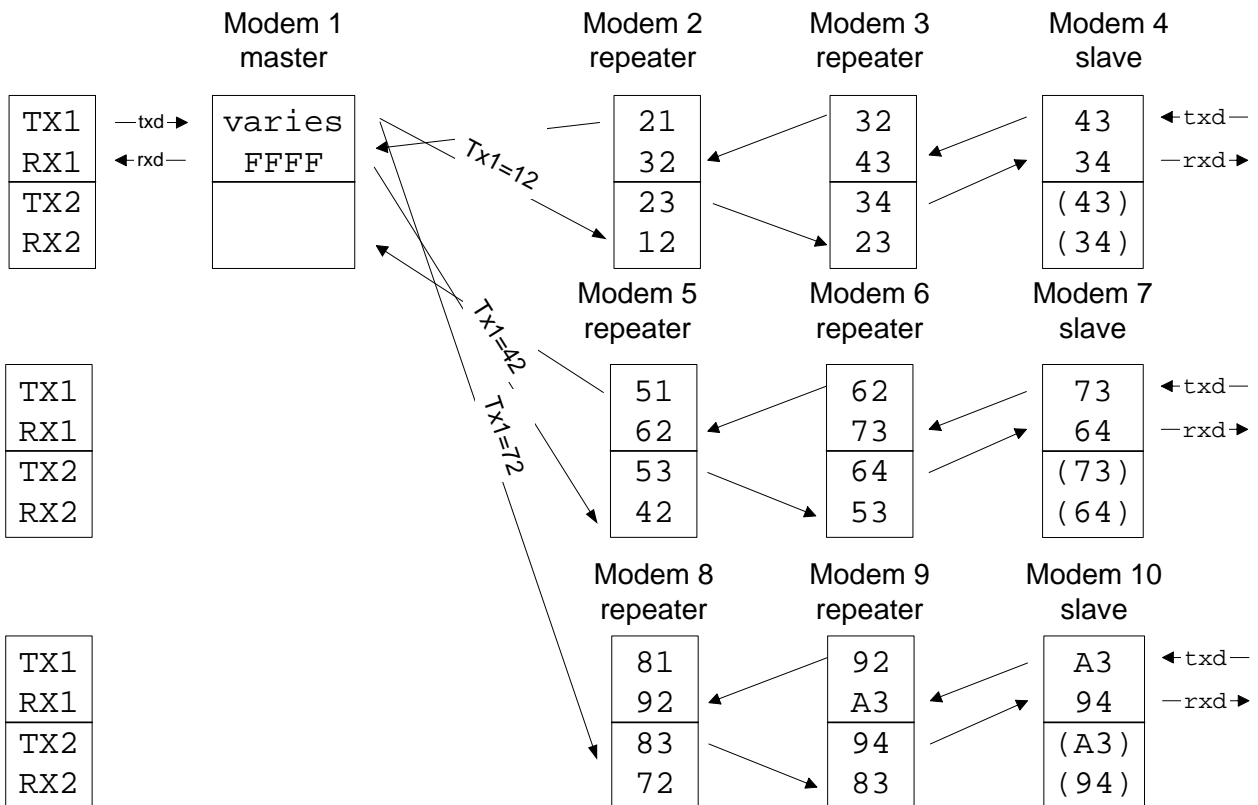 Modem 1 Modem 2 Modem 3 Modem 4
master repeater repeater slave
TX1 txd varies 21 32 43 txd
RX1 rxd FFFF 32 43 34 rxd
Tx1=12
TX2 23 34 (43)
RX2 12 23 (34)
Modem 5 Modem 6 Modem 7
repeater repeater slave
Tx1=42
TX1 51 62 73 txd
RX1 62 73 64 rxd
Tx1=72
TX2 53 64 (73)
RX2 42 53 (64)
Modem 8 Modem 9 Modem 10
repeater repeater slave
TX1 81 92 A3 txd
RX1 92 A3 94 rxd
TX2 83 94 (A3)
RX2 72 83 (94)